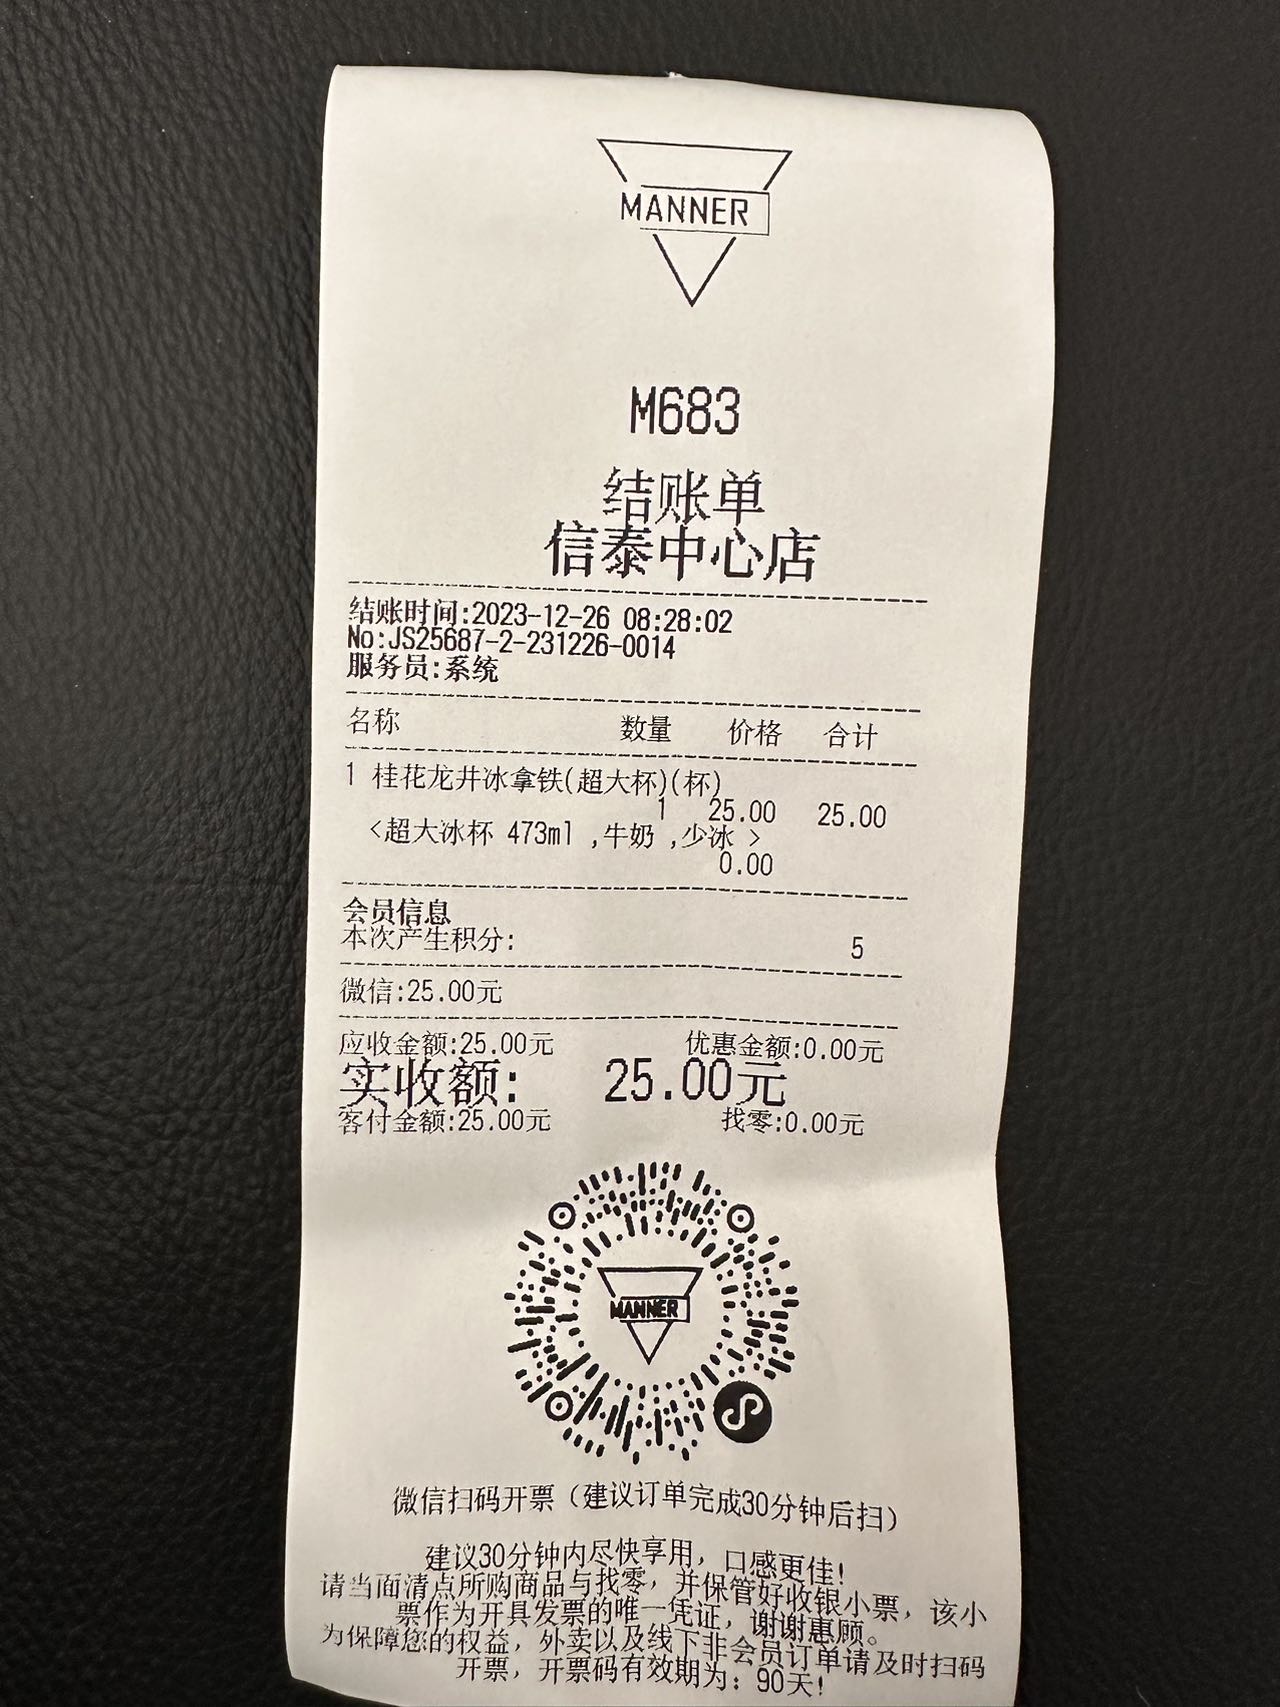 MANNER
M683
结账单
信泰中心店
结账时间:2023-12-26 08:28:02
No:JS25687-2-231226-0014
服务员:系统
名称 数量 价格 合计
1 桂花龙井冰拿铁(超大杯)(杯)
1 25.00 25.00
<超大冰杯 473ml ,牛奶 ,少冰 >
0.00
会员信息
本次产生积分: 5
微信:25.00元
应收金额:25.00元 优惠金额:0.00元
实收额: 25.00元
客付金额:25.00元 找零:0.00元
MANNER
微信扫码开票（建议订单完成30分钟后扫）
建议30分钟内尽快享用，口感更佳!
请当面清点所购商品与找零，并保管好收银小票，该小
票作为开具发票的唯一凭证，谢谢惠顾。
为保障您的权益，外卖以及线下非会员订单请及时扫码
开票，开票码有效期为：90天!